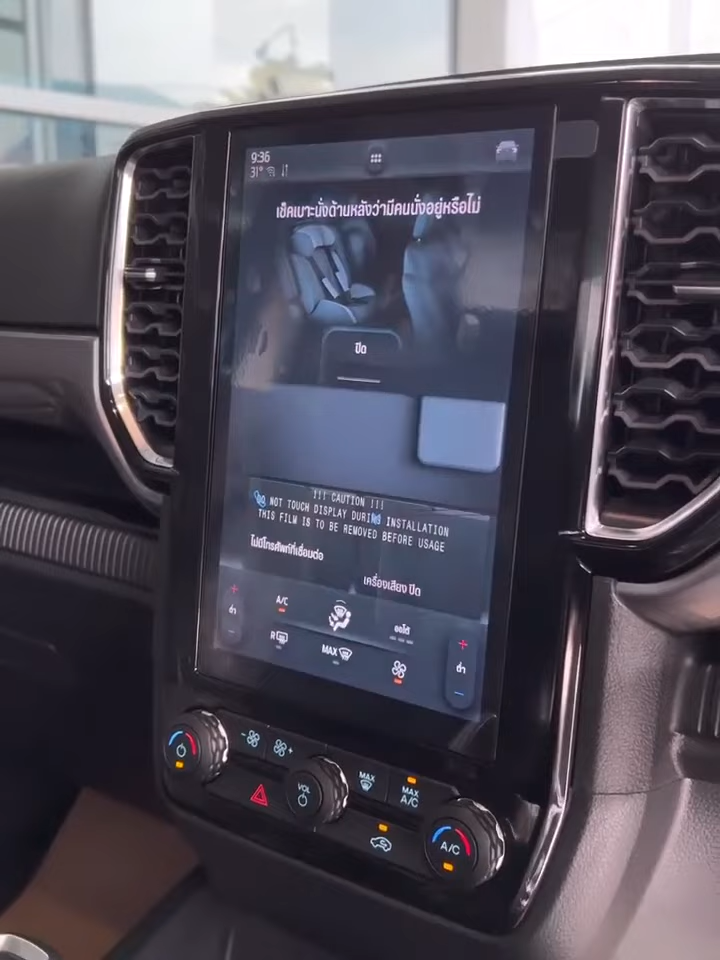 9:36
31°
เช็คเบาะนั่งด้านหลังว่ามีคนนั่งอยู่หรือไม่
ปิด
!!! CAUTION !!!
NOT TOUCH DISPLAY DURING INSTALLATION
THIS FILM IS TO BE REMOVED BEFORE USAGE
ไม่มีโทรศัพท์ที่เชื่อมต่อ
เครื่องเสียง ปิด
+
A/C
ต่ำ
ออโต้
+
-
R
MAX
ต่ำ
-
- +
VOL
MAX
MAX
A/C
A/C